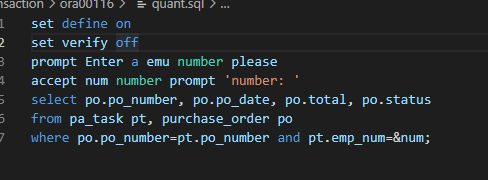 nsaction > ora00116 > quant.sql > ...
1 set define on
2 set verify off
3 prompt Enter a emu number please
4 accept num number prompt 'number: '
5 select po.po_number, po.po_date, po.total, po.status
6 from pa_task pt, purchase_order po
7 where po.po_number=pt.po_number and pt.emp_num=&num;